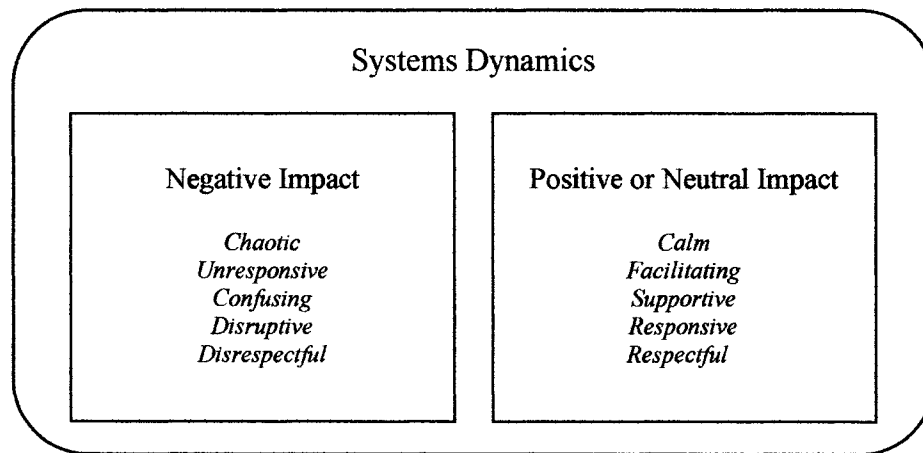 Systems Dynamics
Negative Impact
Chaotic
Unresponsive
Confusing
Disruptive
Disrespectful
Positive or Neutral Impact
Calm
Facilitating
Supportive
Responsive
Respectful